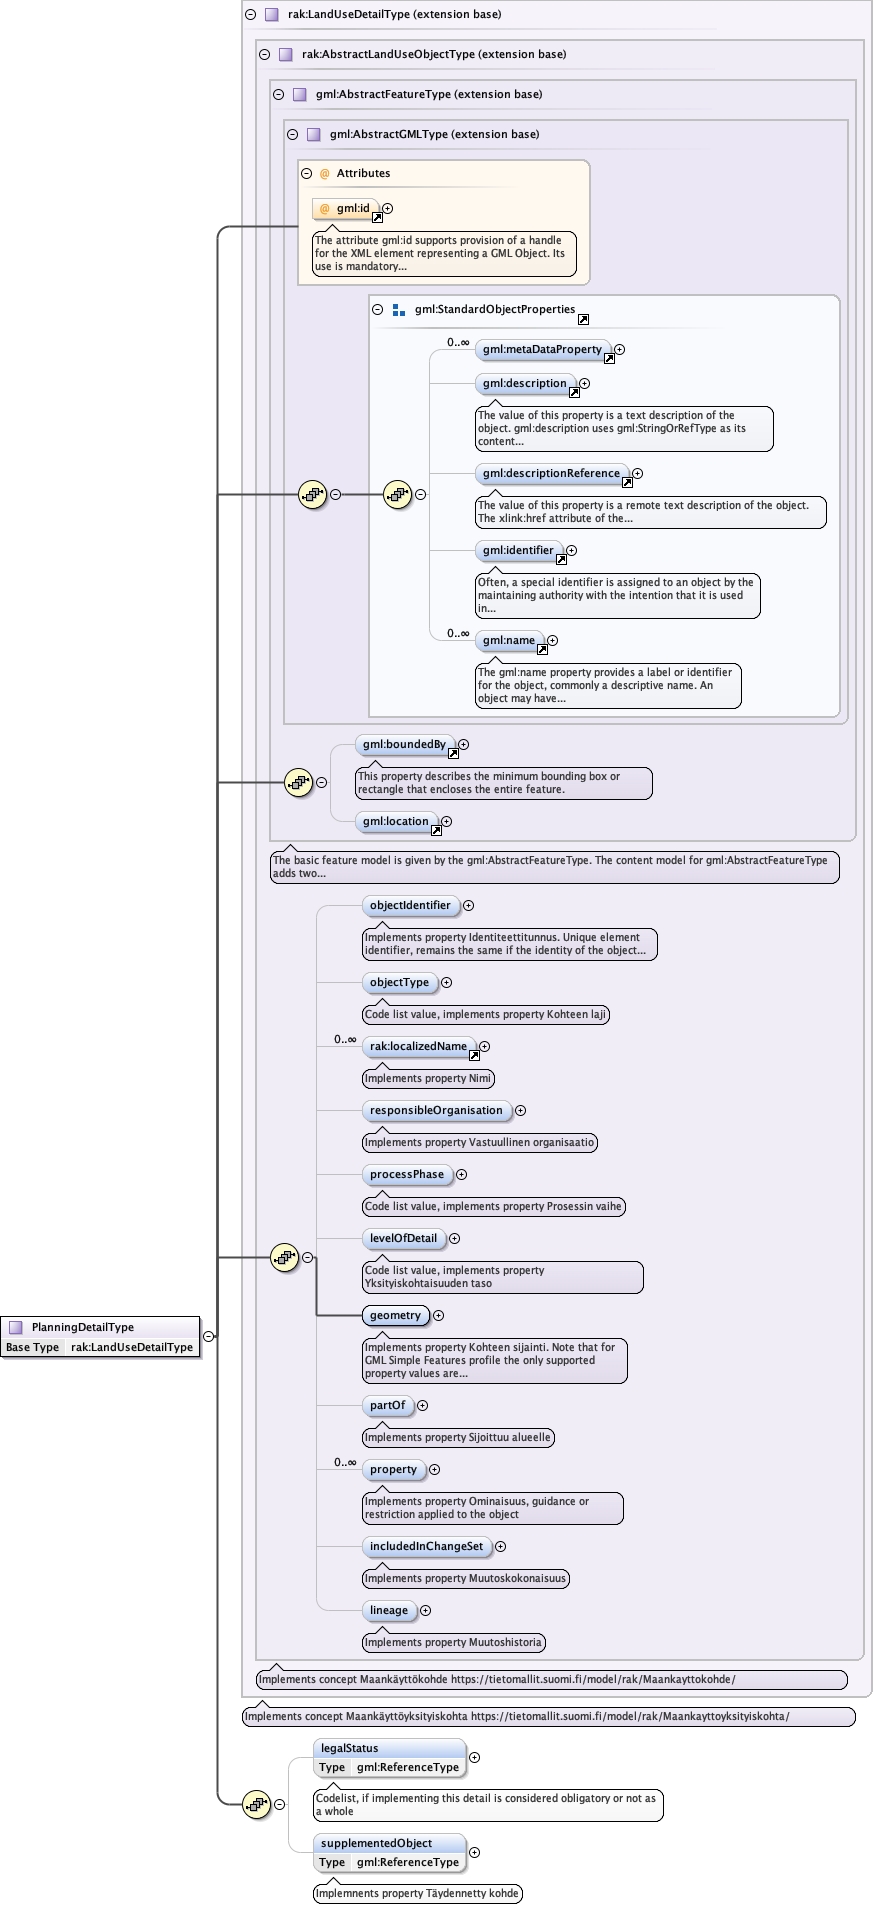 rak:LandUseDetailType (extension base)
rak:AbstractLandUseObjectType (extension base)
gml:AbstractFeatureType (extension base)
gml:AbstractGMLType (extension base)
@ Attributes
@ gml:id
The attribute gml:id supports provision of a handle
for the XML element representing a GML Object. Its
use is mandatory...
gml:StandardObjectProperties
0..∞
gml:metaDataProperty
gml:description
The value of this property is a text description of the
object. gml:description uses gml:StringOrRefType as its
content...
gml:descriptionReference
The value of this property is a remote text description of the object.
The xlink:href attribute of the...
gml:identifier
Often, a special identifier is assigned to an object by the
maintaining authority with the intention that it is used
in...
0..∞
gml:name
The gml:name property provides a label or identifier
for the object, commonly a descriptive name. An
object may have...
gml:boundedBy
This property describes the minimum bounding box or
rectangle that encloses the entire feature.
gml:location
The basic feature model is given by the gml:AbstractFeatureType. The content model for gml:AbstractFeatureType
adds two...
objectIdentifier
Implements property Identiteettitunnus. Unique element
identifier, remains the same if the identity of the object...
objectType
Code list value, implements property Kohteen laji
0..∞
rak:localizedName
Implements property Nimi
responsibleOrganisation
Implements property Vastuullinen organisaatio
processPhase
Code list value, implements property Prosessin vaihe
levelOfDetail
Code list value, implements property
Yksityiskohtaisuuden taso
geometry
Implements property Kohteen sijainti. Note that for
GML Simple Features profile the only supported
property values are...
PlanningDetailType
Base Type rak:LandUseDetailType
partOf
Implements property Sijoittuu alueelle
0..∞
property
Implements property Ominaisuus, guidance or
restriction applied to the object
includedInChangeSet
Implements property Muutoskokonaisuus
lineage
Implements property Muutoshistoria
Implements concept Maankäyttökohde https://tietomallit.suomi.fi/model/rak/Maankayttokohde/
Implements concept Maankäyttöyksityiskohta https://tietomallit.suomi.fi/model/rak/Maankayttoyksityiskohta/
legalStatus
Type gml:ReferenceType
Codelist, if implementing this detail is considered obligatory or not as
a whole
supplementedObject
Type gml:ReferenceType
Implemnents property Täydennetty kohde